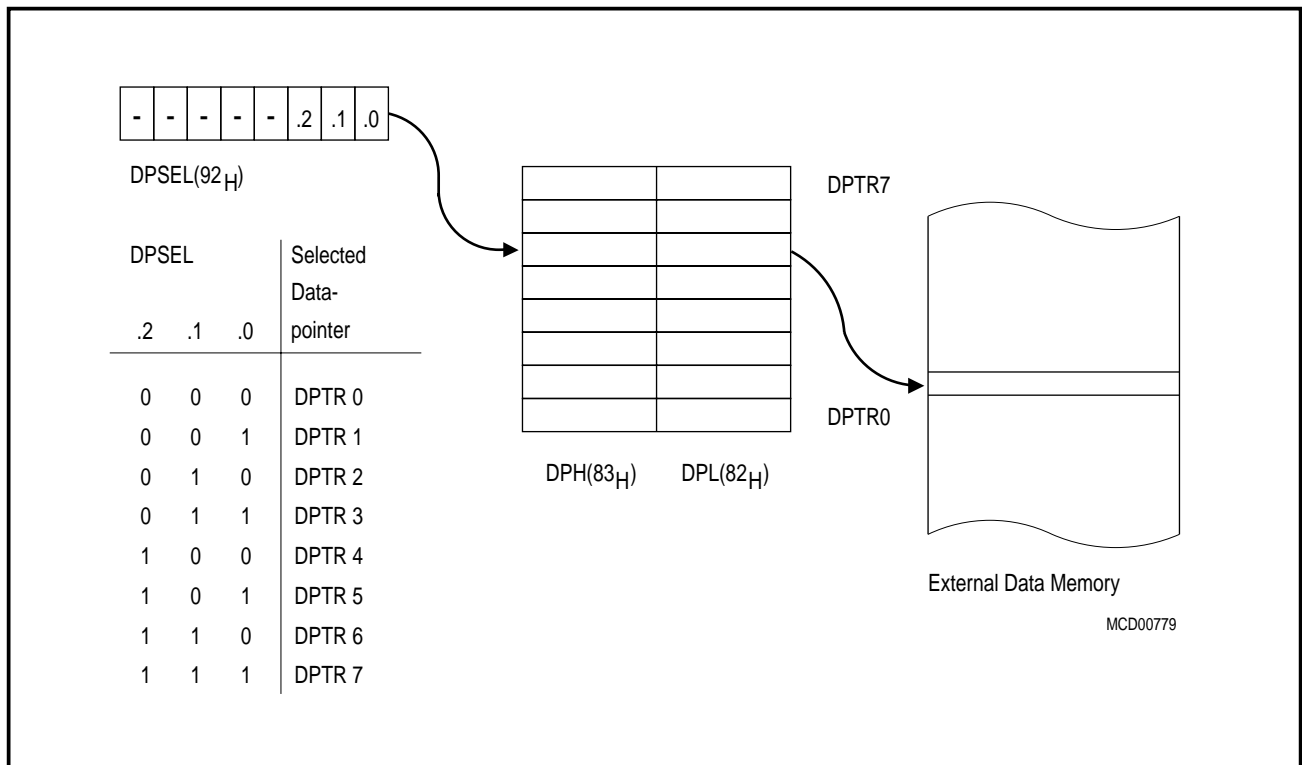 - - - - - .2 .1 .0
DPSEL(92H)
DPSEL Selected
Data-
.2 .1 .0 pointer
0 0 0 DPTR 0
0 0 1 DPTR 1
0 1 0 DPTR 2
0 1 1 DPTR 3
1 0 0 DPTR 4
1 0 1 DPTR 5
1 1 0 DPTR 6
1 1 1 DPTR 7
DPTR7
DPTR0
DPH(83H) DPL(82H)
External Data Memory
MCD00779